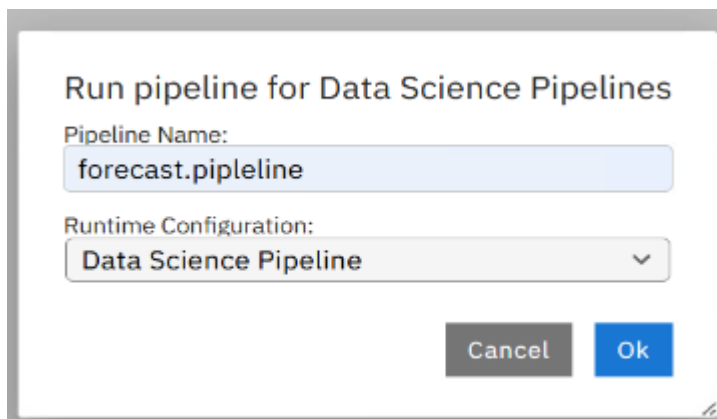 Run pipeline for Data Science Pipelines
Pipeline Name:
forecast.pipleline
Runtime Configuration:
Data Science Pipeline
Cancel Ok